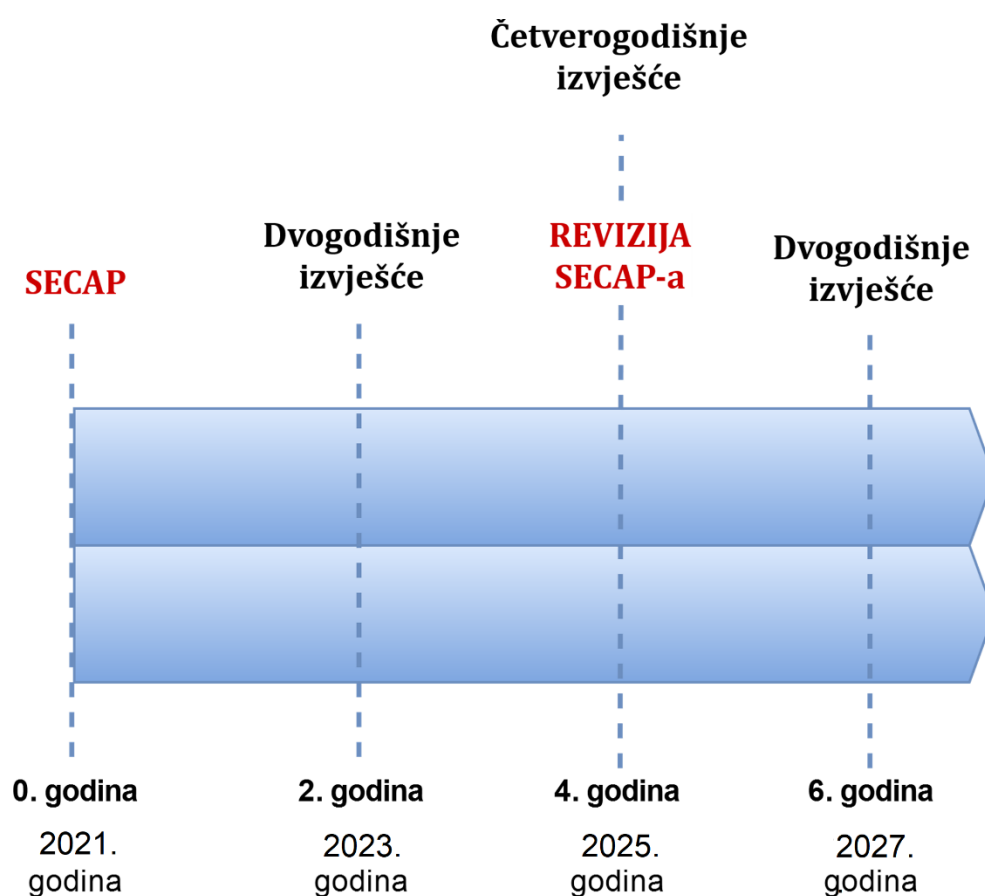 Četverogodišnje
izvješće
SECAP
Dvogodišnje
izvješće
REVIZIJA
SECAP-a
Dvogodišnje
izvješće
0. godina
2. godina
4. godina
6. godina
2021.
godina
2023.
godina
2025.
godina
2027.
godina